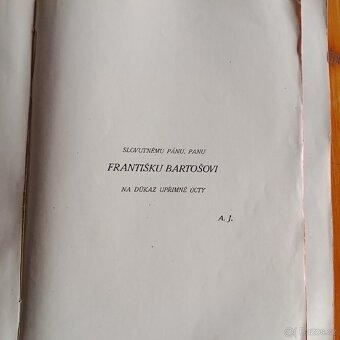 SLOVUTNÉMU PÁNU, PANU
FRANTIŠKU BARTOŠOVI
NA DŮKAZ UPŘÍMNÉ ÚCTY
A. J.